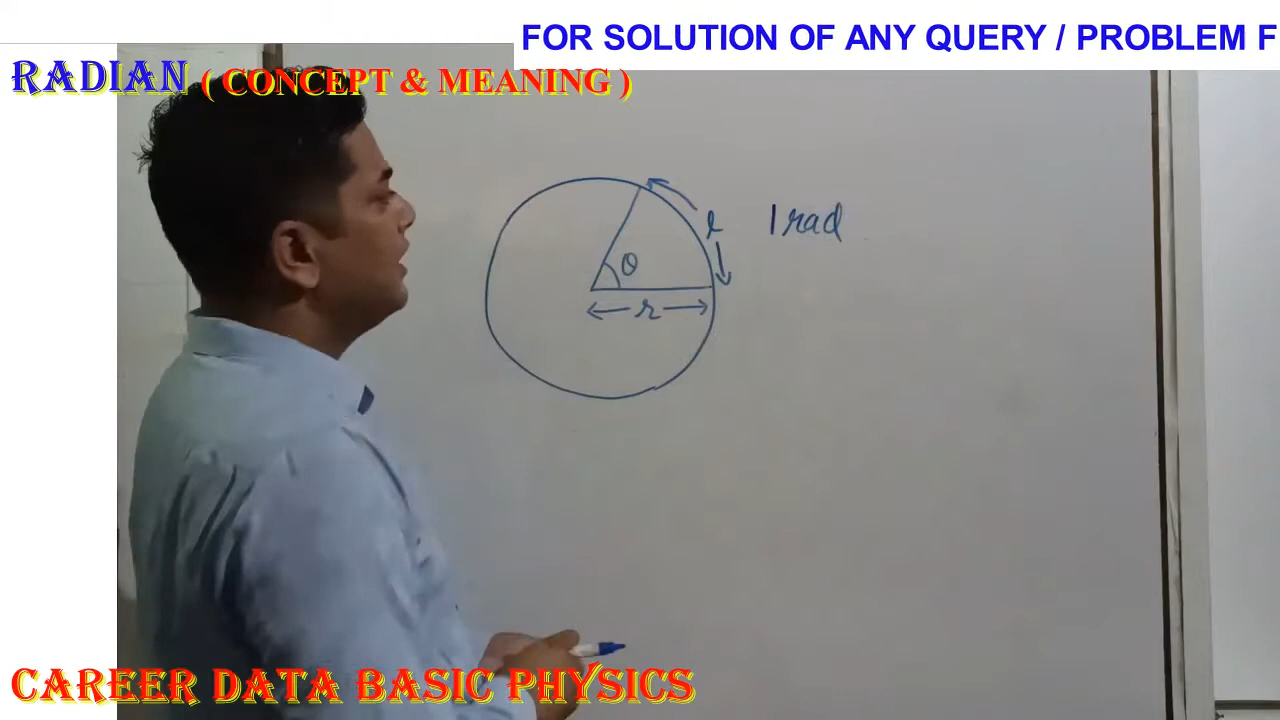 FOR SOLUTION OF ANY QUERY / PROBLEM F
RADIAN ( CONCEPT & MEANING )
l 1 rad
θ
r
CAREER DATA BASIC PHYSICS